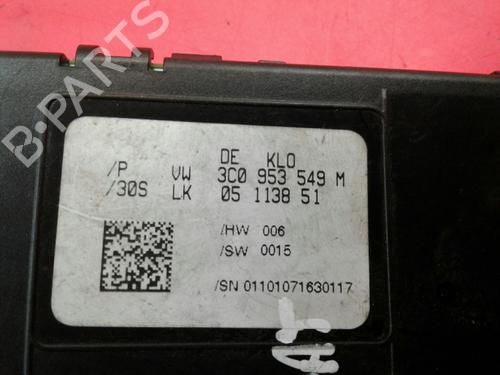 DE KLO
/P VW 3C0 953 549 M
/30S LK 05 1138 51
/HW 006
/SW 0015
/SN 01101071630117
B-PARTS